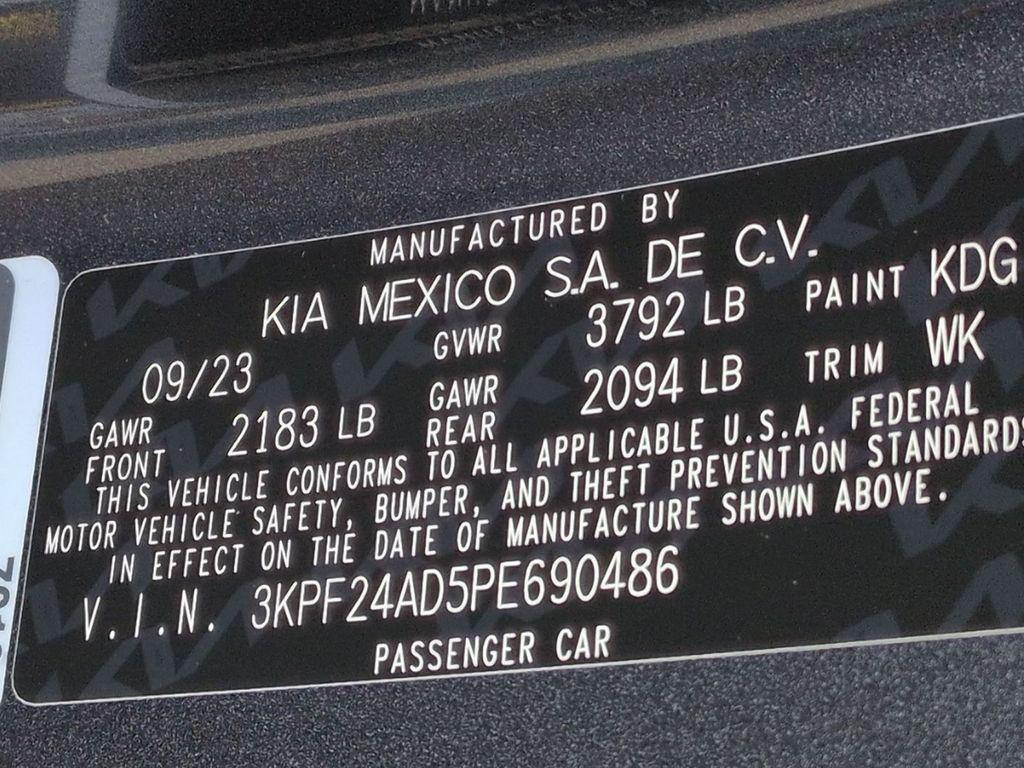 MANUFACTURED BY
KIA MEXICO S.A. DE C.V.
09/23 GVWR 3792 LB PAINT KDG
GAWR FRONT 2183 LB GAWR REAR 2094 LB TRIM WK
THIS VEHICLE CONFORMS TO ALL APPLICABLE U.S.A. FEDERAL
MOTOR VEHICLE SAFETY, BUMPER, AND THEFT PREVENTION STANDARDS
IN EFFECT ON THE DATE OF MANUFACTURE SHOWN ABOVE.
V.I.N. 3KPF24AD5PE690486
PASSENGER CAR